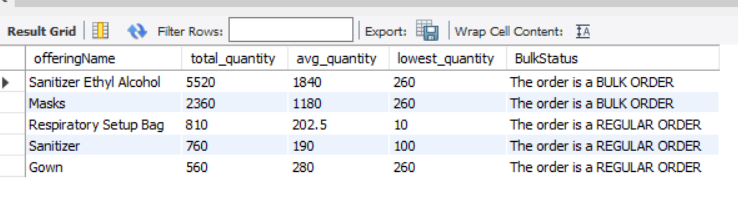 Result Grid Filter Rows: Export: Wrap Cell Content: IA
offeringName total_quantity avg_quantity lowest_quantity BulkStatus
Sanitizer Ethyl Alcohol 5520 1840 260 The order is a BULK ORDER
Masks 2360 1180 260 The order is a BULK ORDER
Respiratory Setup Bag 810 202.5 10 The order is a REGULAR ORDER
Sanitizer 760 190 100 The order is a REGULAR ORDER
Gown 560 280 260 The order is a REGULAR ORDER